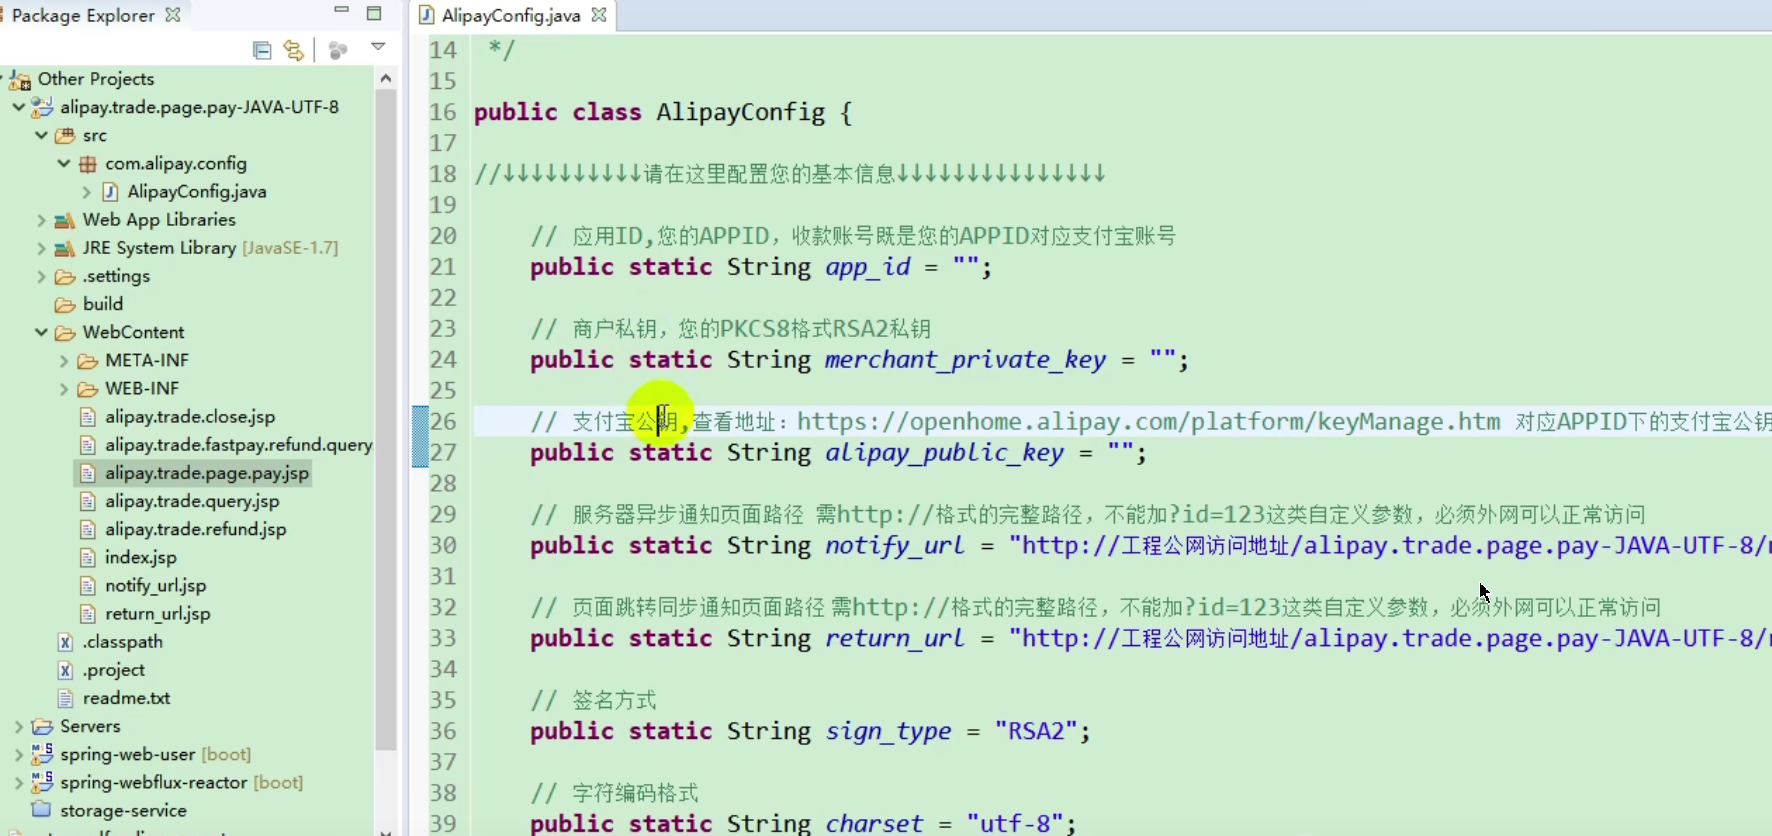 Package Explorer
Other Projects
alipay.trade.page.pay-JAVA-UTF-8
src
com.alipay.config
AlipayConfig.java
Web App Libraries
JRE System Library [JavaSE-1.7]
.settings
build
WebContent
META-INF
WEB-INF
alipay.trade.close.jsp
alipay.trade.fastpay.refund.query
alipay.trade.page.pay.jsp
alipay.trade.query.jsp
alipay.trade.refund.jsp
index.jsp
notify_url.jsp
return_url.jsp
.classpath
.project
readme.txt
Servers
spring-web-user [boot]
spring-webflux-reactor [boot]
storage-service
AlipayConfig.java
14 */
15
16 public class AlipayConfig {
17
18 //↓↓↓↓↓↓↓↓↓↓请在这里配置您的基本信息↓↓↓↓↓↓↓↓↓↓↓↓↓↓↓
19
20 // 应用ID,您的APPID，收款账号既是您的APPID对应支付宝账号
21 public static String app_id = "";
22
23 // 商户私钥，您的PKCS8格式RSA2私钥
24 public static String merchant_private_key = "";
25
26 // 支付宝公钥,查看地址：https://openhome.alipay.com/platform/keyManage.htm 对应APPID下的支付宝公钥
27 public static String alipay_public_key = "";
28
29 // 服务器异步通知页面路径 需http://格式的完整路径，不能加?id=123这类自定义参数，必须外网可以正常访问
30 public static String notify_url = "http://工程公网访问地址/alipay.trade.page.pay-JAVA-UTF-8/
31
32 // 页面跳转同步通知页面路径 需http://格式的完整路径，不能加?id=123这类自定义参数，必须外网可以正常访问
33 public static String return_url = "http://工程公网访问地址/alipay.trade.page.pay-JAVA-UTF-8/
34
35 // 签名方式
36 public static String sign_type = "RSA2";
37
38 // 字符编码格式
39 public static String charset = "utf-8";